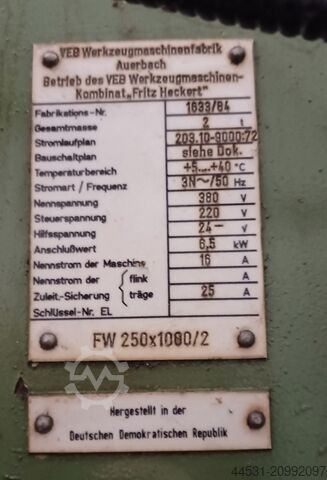 VEB Werkzeugmaschinenfabrik
Auerbach
Betrieb des VEB Werkzeugmaschinen-
Kombinat „Fritz Heckert"
Fabrikations-Nr. 1633/84
Gesamtmasse 2 t
Stromlaufplan 203.10-9000:72
Bauschaltplan siehe Dok.
Temperaturbereich +5...+40 °C
Stromart / Frequenz 3N~/50 Hz
Nennspannung 380 V
Steuerspannung 220 V
Hilfsspannung 24- V
Anschlußwert 6,5 kW
Nennstrom der Maschine 16 A
Nennstrom der flink A
Zuleit.-Sicherung träge 25 A
Schlüssel-Nr. EL
FW 250x1000/2
Hergestellt in der
Deutschen Demokratischen Republik
44531-20992097